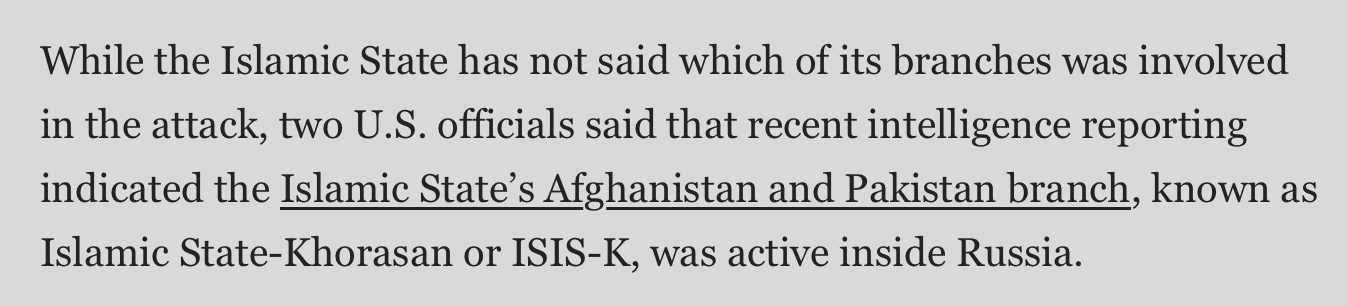 While the Islamic State has not said which of its branches was involved
in the attack, two U.S. officials said that recent intelligence reporting
indicated the Islamic State’s Afghanistan and Pakistan branch, known as
Islamic State-Khorasan or ISIS-K, was active inside Russia.